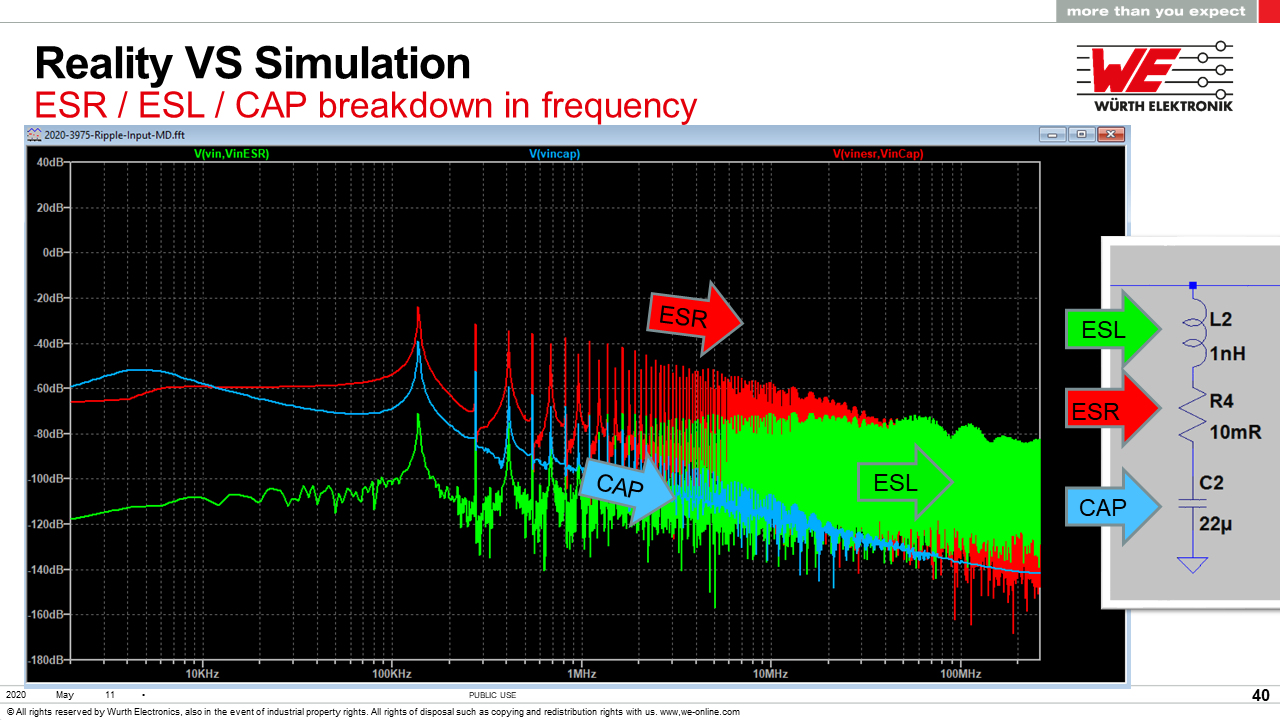 more than you expect
Reality VS Simulation
ESR / ESL / CAP breakdown in frequency
WE
WÜRTH ELEKTRONIK
2020-3975-Ripple-Input-MD.fft
V(vin,VinESR)
V(vincap)
V(vinesr,VinCap)
40dB
20dB
0dB
-20dB
-40dB
-60dB
-80dB
-100dB
-120dB
-140dB
-160dB
-180dB
10KHz
100KHz
1MHz
10MHz
100MHz
ESR
CAP
ESL
ESL
L2
1nH
ESR
R4
10mR
CAP
C2
22µ
2020 May 11 •
PUBLIC USE
40
© All rights reserved by Wurth Electronics, also in the event of industrial property rights. All rights of disposal such as copying and redistribution rights with us. www,we-online.com